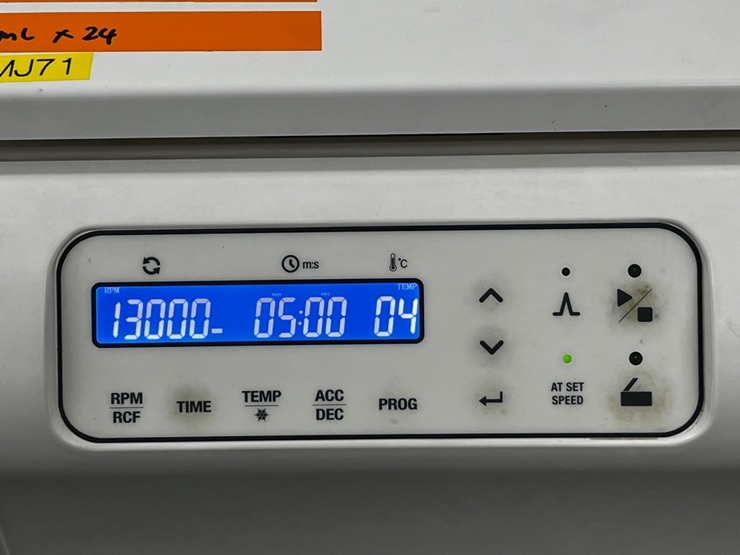 mL x 24
MJ71
m:s
°C
RPM
TEMP
13000 05:00 04
RPM
RCF
TIME
TEMP
ACC
DEC
PROG
AT SET
SPEED